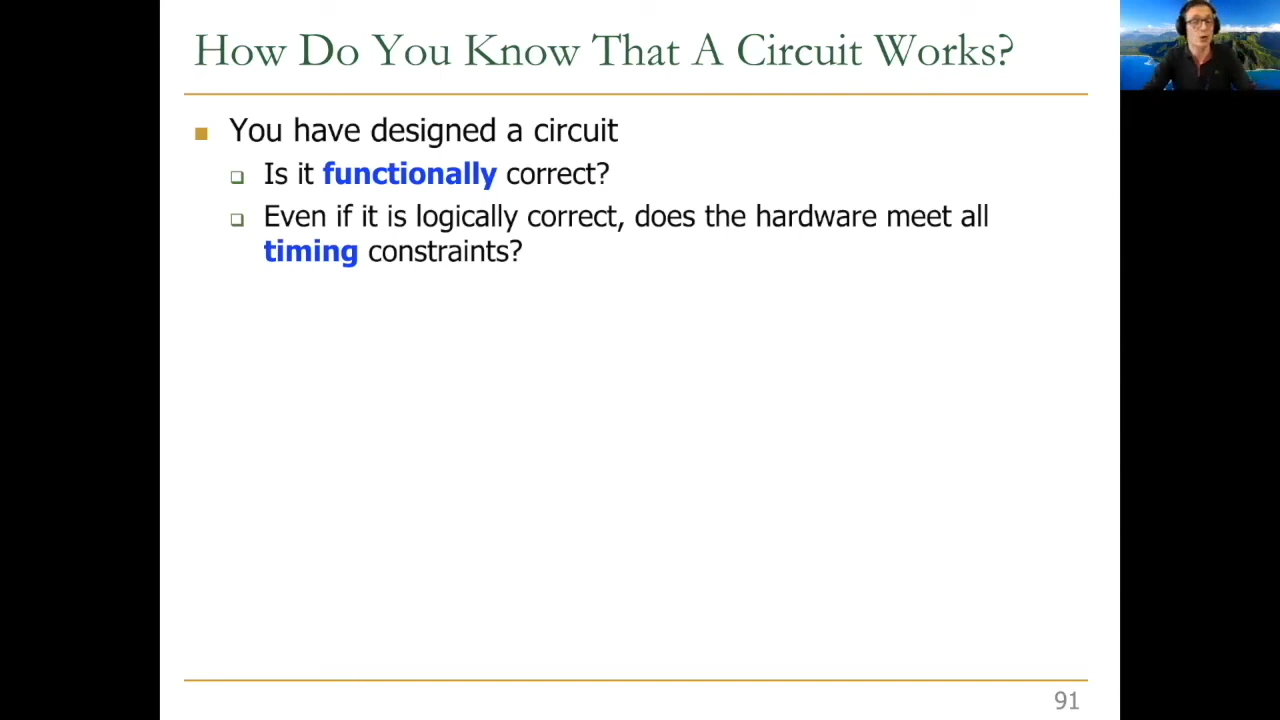 How Do You Know That A Circuit Works?
You have designed a circuit
Is it functionally correct?
Even if it is logically correct, does the hardware meet all
timing constraints?
91